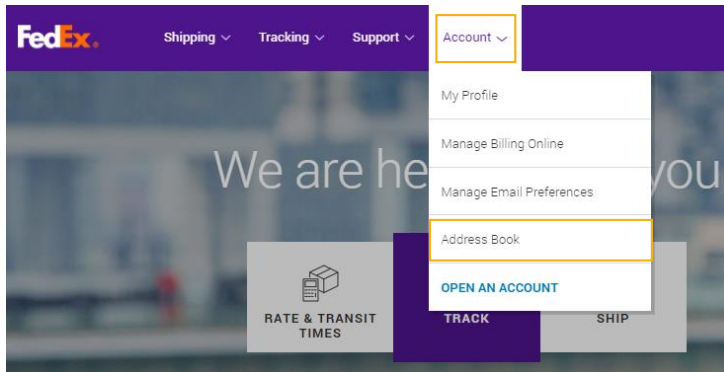 FedEx.
Shipping
Tracking
Support
Account
My Profile
Manage Billing Online
Manage Email Preferences
Address Book
OPEN AN ACCOUNT
We are he you
RATE & TRANSIT
TIMES
TRACK
SHIP